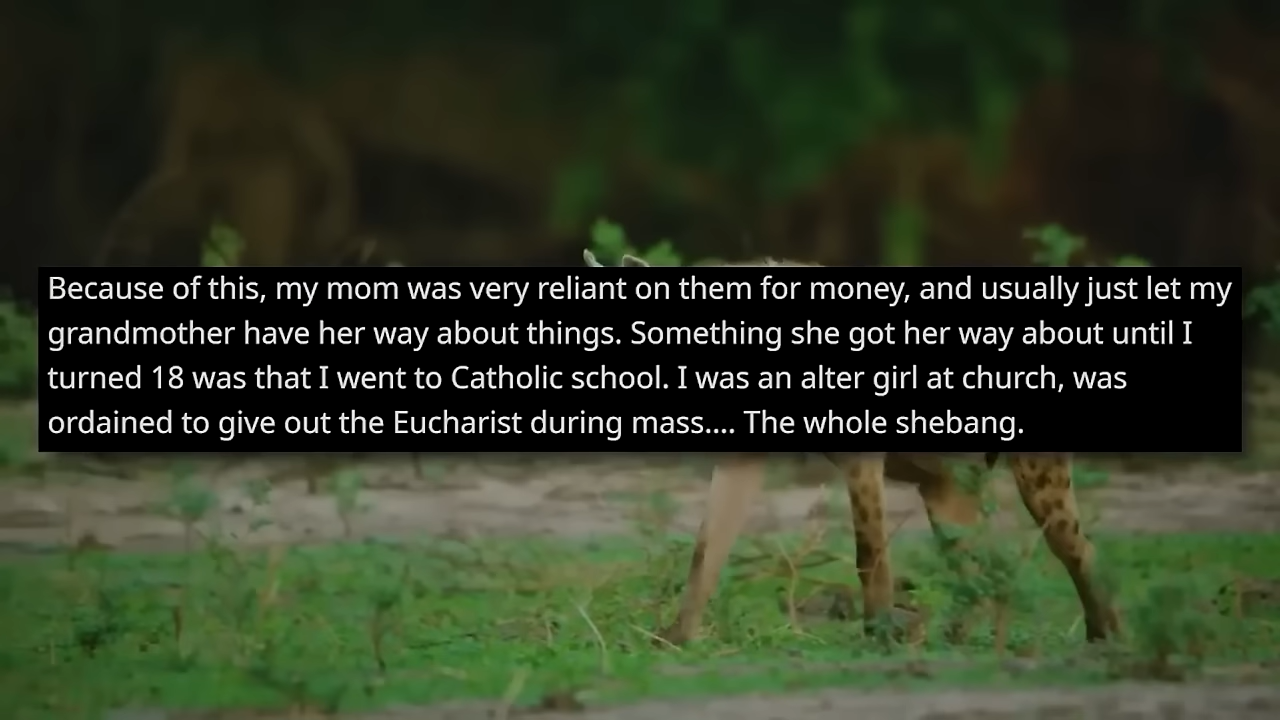 Because of this, my mom was very reliant on them for money, and usually just let my
grandmother have her way about things. Something she got her way about until I
turned 18 was that I went to Catholic school. I was an alter girl at church, was
ordained to give out the Eucharist during mass.... The whole shebang.